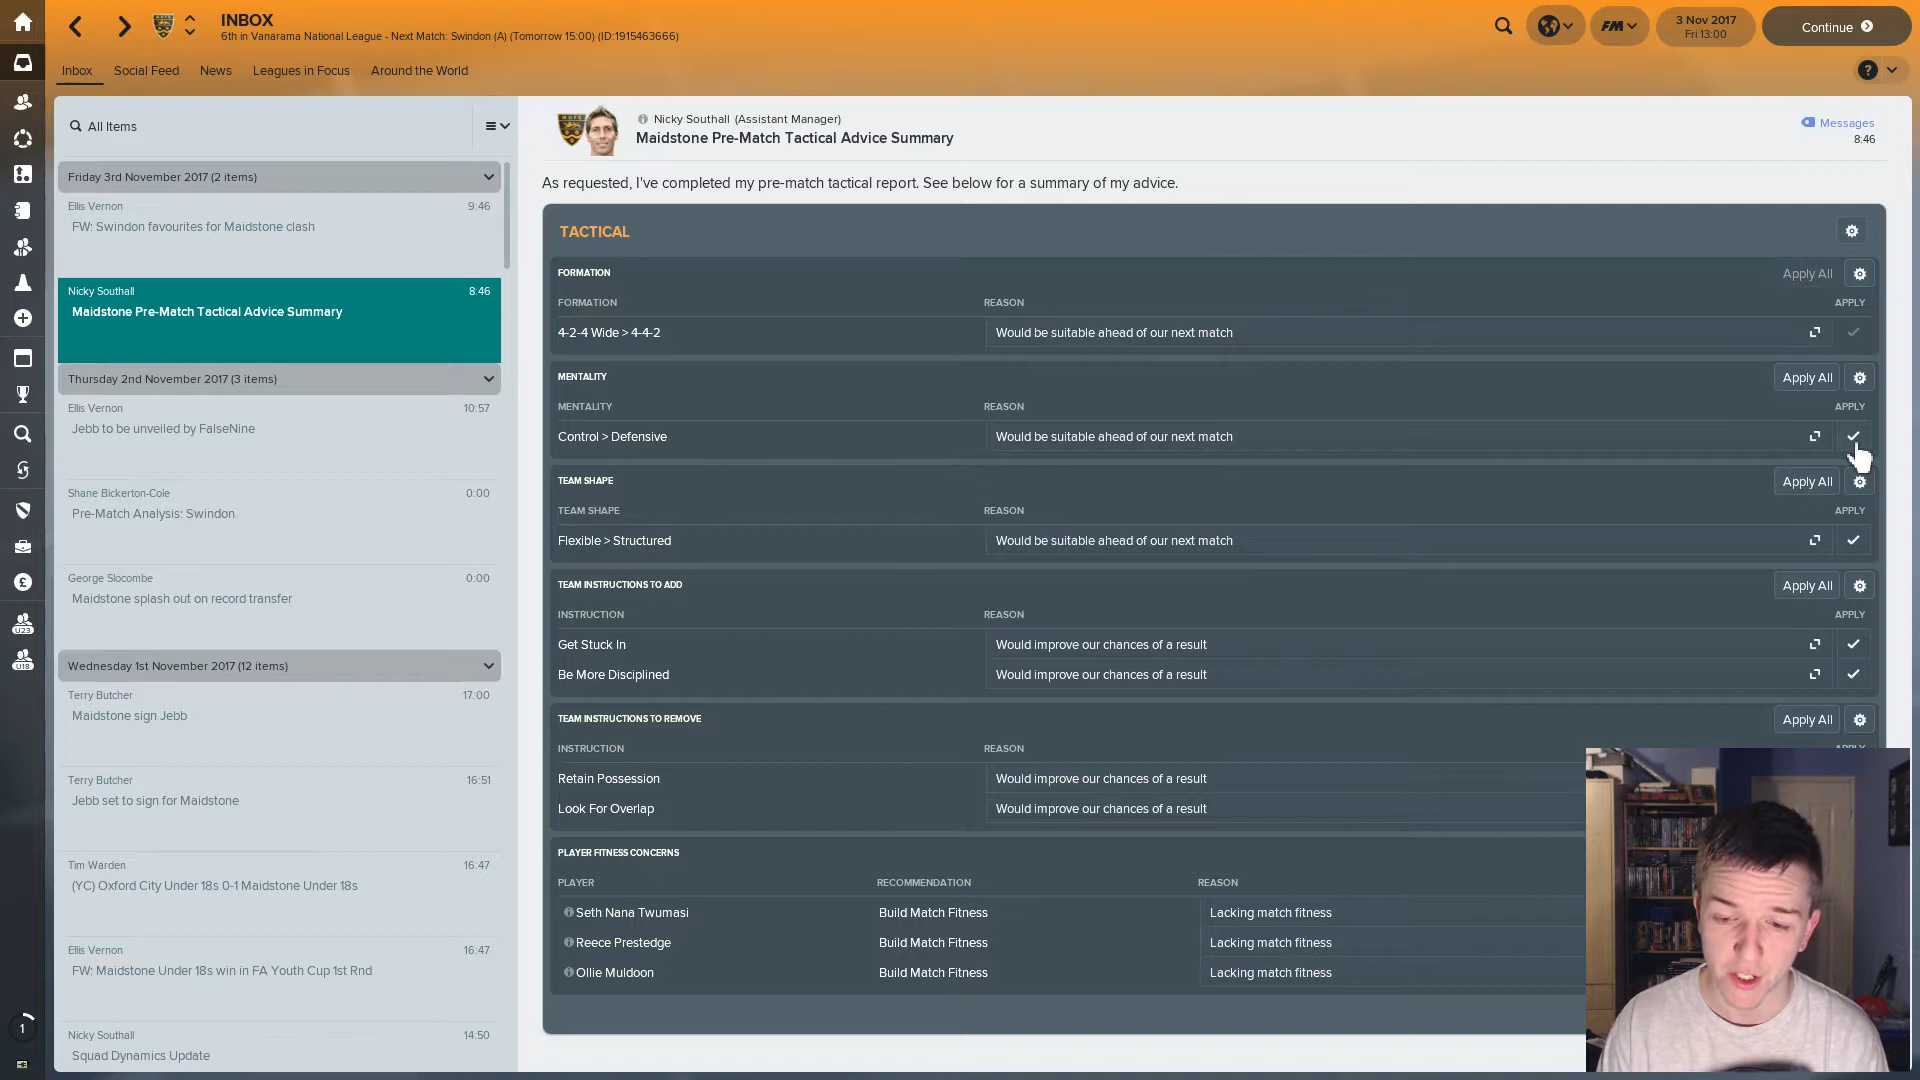 INBOX
6th in Vanarama National League - Next Match: Swindon (A) (Tomorrow 15:00) (ID:1915463666)
FM
3 Nov 2017
Fri 13:00
Continue
Inbox
Social Feed
News
Leagues in Focus
Around the World
?
All Items
Friday 3rd November 2017 (2 items)
Ellis Vernon 9:46
FW: Swindon favourites for Maidstone clash
Nicky Southall 8:46
Maidstone Pre-Match Tactical Advice Summary
Thursday 2nd November 2017 (3 items)
Ellis Vernon 10:57
Jebb to be unveiled by FalseNine
Shane Bickerton-Cole 0:00
Pre-Match Analysis: Swindon
George Slocombe 0:00
Maidstone splash out on record transfer
Wednesday 1st November 2017 (12 items)
Terry Butcher 17:00
Maidstone sign Jebb
Terry Butcher 16:51
Jebb set to sign for Maidstone
Tim Warden 16:47
(YC) Oxford City Under 18s 0-1 Maidstone Under 18s
Ellis Vernon 16:47
FW: Maidstone Under 18s win in FA Youth Cup 1st Rnd
Nicky Southall 14:50
Squad Dynamics Update
U23
U18
1
Nicky Southall (Assistant Manager)
Maidstone Pre-Match Tactical Advice Summary
Messages
8:46
As requested, I've completed my pre-match tactical report. See below for a summary of my advice.
TACTICAL
FORMATION Apply All
FORMATION REASON APPLY
4-2-4 Wide > 4-4-2 Would be suitable ahead of our next match
MENTALITY Apply All
MENTALITY REASON APPLY
Control > Defensive Would be suitable ahead of our next match
TEAM SHAPE Apply All
TEAM SHAPE REASON APPLY
Flexible > Structured Would be suitable ahead of our next match
TEAM INSTRUCTIONS TO ADD Apply All
INSTRUCTION REASON APPLY
Get Stuck In Would improve our chances of a result
Be More Disciplined Would improve our chances of a result
TEAM INSTRUCTIONS TO REMOVE Apply All
INSTRUCTION REASON
Retain Possession Would improve our chances of a result
Look For Overlap Would improve our chances of a result
PLAYER FITNESS CONCERNS
PLAYER RECOMMENDATION REASON
Seth Nana Twumasi Build Match Fitness Lacking match fitness
Reece Prestedge Build Match Fitness Lacking match fitness
Ollie Muldoon Build Match Fitness Lacking match fitness